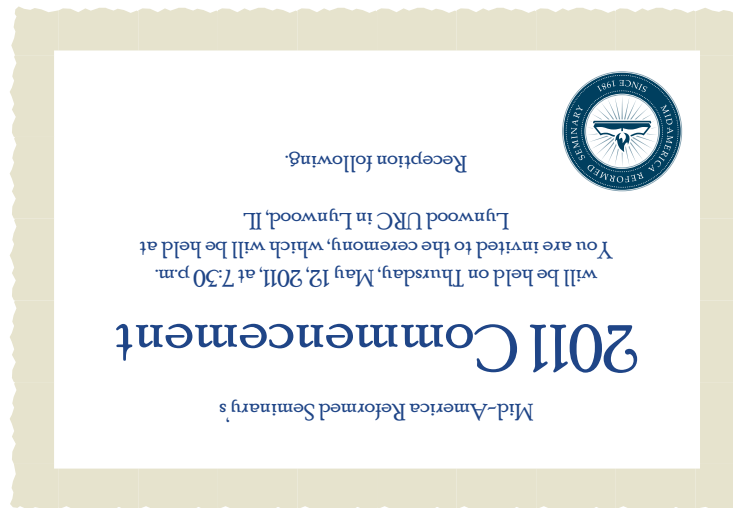 Mid-America Reformed Seminary's
2011 Commencement
will be held on Thursday, May 12, 2011, at 7:30 p.m.
You are invited to the ceremony, which will be held at
Lynwood URC in Lynwood, IL
Reception following.
MIDAMERICA REFORMED SEMINARY
SINCE 1981